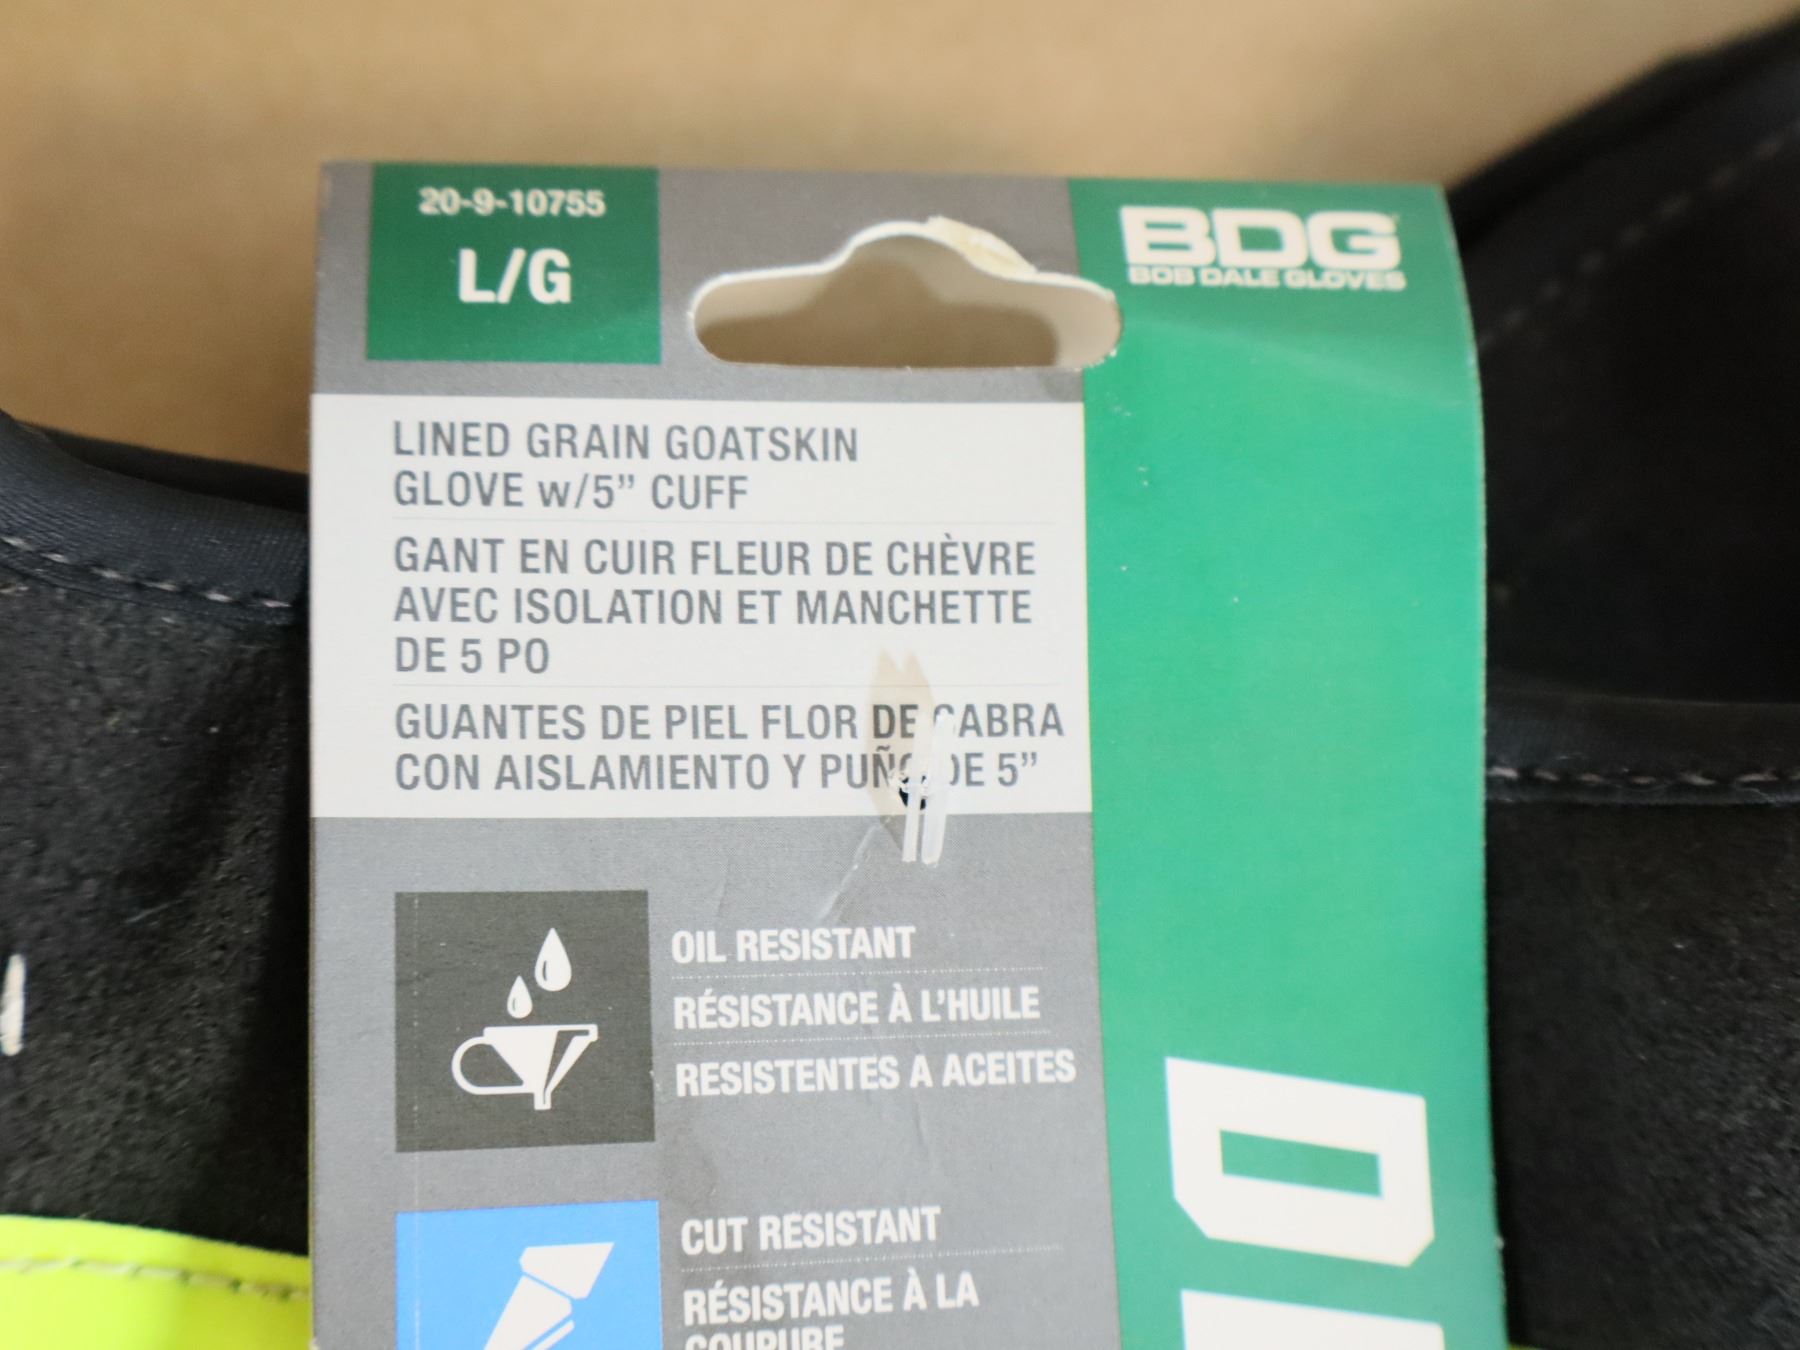 20-9-10755
L/G
BDG
BOB DALE GLOVES
LINED GRAIN GOATSKIN
GLOVE w/5” CUFF
GANT EN CUIR FLEUR DE CHÈVRE
AVEC ISOLATION ET MANCHETTE
DE 5 PO
GUANTES DE PIEL FLOR DE CABRA
CON AISLAMIENTO Y PUÑO DE 5”
OIL RESISTANT
RÉSISTANCE À L’HUILE
RESISTENTES A ACEITES
CUT RESISTANT
RÉSISTANCE À LA
COUPURE